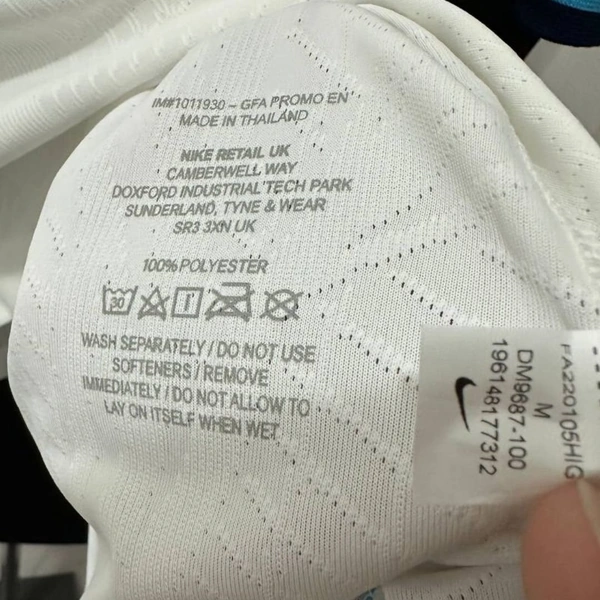 IM#1011930 – GFA PROMO EN
MADE IN THAILAND
NIKE RETAIL UK
CAMBERWELL WAY
DOXFORD INDUSTRIAL TECH PARK
SUNDERLAND, TYNE & WEAR
SR3 3XN UK
100% POLYESTER
30
WASH SEPARATELY / DO NOT USE
SOFTENERS / REMOVE
IMMEDIATELY / DO NOT ALLOW TO
LAY ON ITSELF WHEN WET
FA220105HIG
M
DM9687-100
196148177312